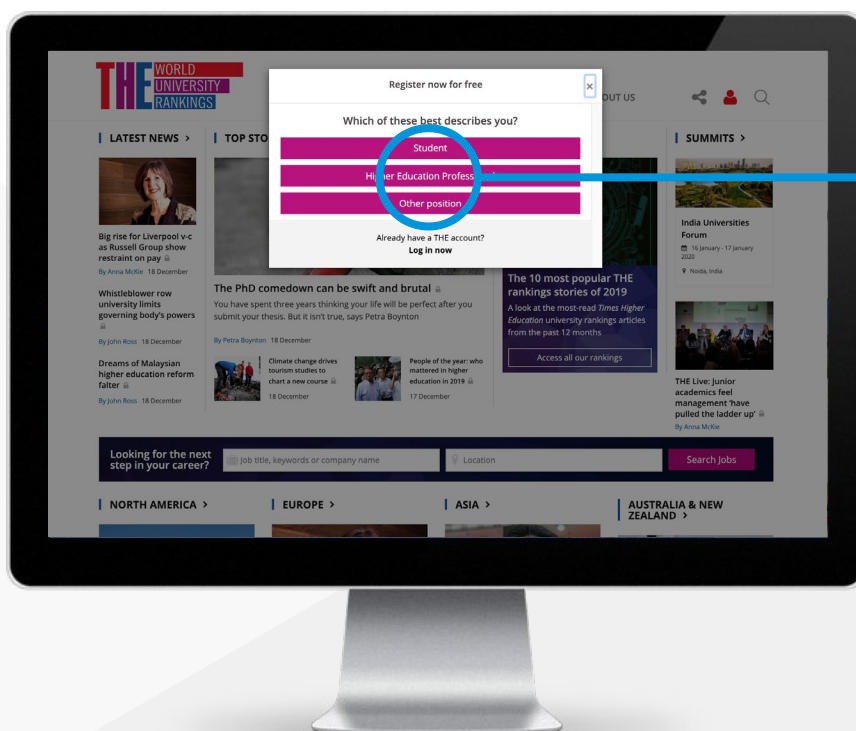 THE WORLD
UNIVERSITY
RANKINGS
OUT US
Register now for free
×
Which of these best describes you?
Student
Higher Education Profess
Other position
Already have a THE account?
Log in now
LATEST NEWS >
Big rise for Liverpool v-c
as Russell Group show
restraint on pay
By Anna McKie 18 December
Whistleblower row
university limits
governing body's powers
By John Ross 18 December
Dreams of Malaysian
higher education reform
falter
By John Ross 18 December
TOP STO
The PhD comedown can be swift and brutal
You have spent three years thinking your life will be perfect after you
submit your thesis. But it isn't true, says Petra Boynton
By Petra Boynton 18 December
Climate change drives
tourism studies to
chart a new course
18 December
People of the year: who
mattered in higher
education in 2019
17 December
The 10 most popular THE
rankings stories of 2019
A look at the most-read Times Higher
Education university rankings articles
from the past 12 months
Access all our rankings
SUMMITS >
India Universities
Forum
16 January - 17 January
2020
Noida, India
THE Live: Junior
academics feel
management 'have
pulled the ladder up'
By Anna McKie
Looking for the next
step in your career?
Job title, keywords or company name
Location
Search Jobs
NORTH AMERICA >
EUROPE >
ASIA >
AUSTRALIA & NEW
ZEALAND >